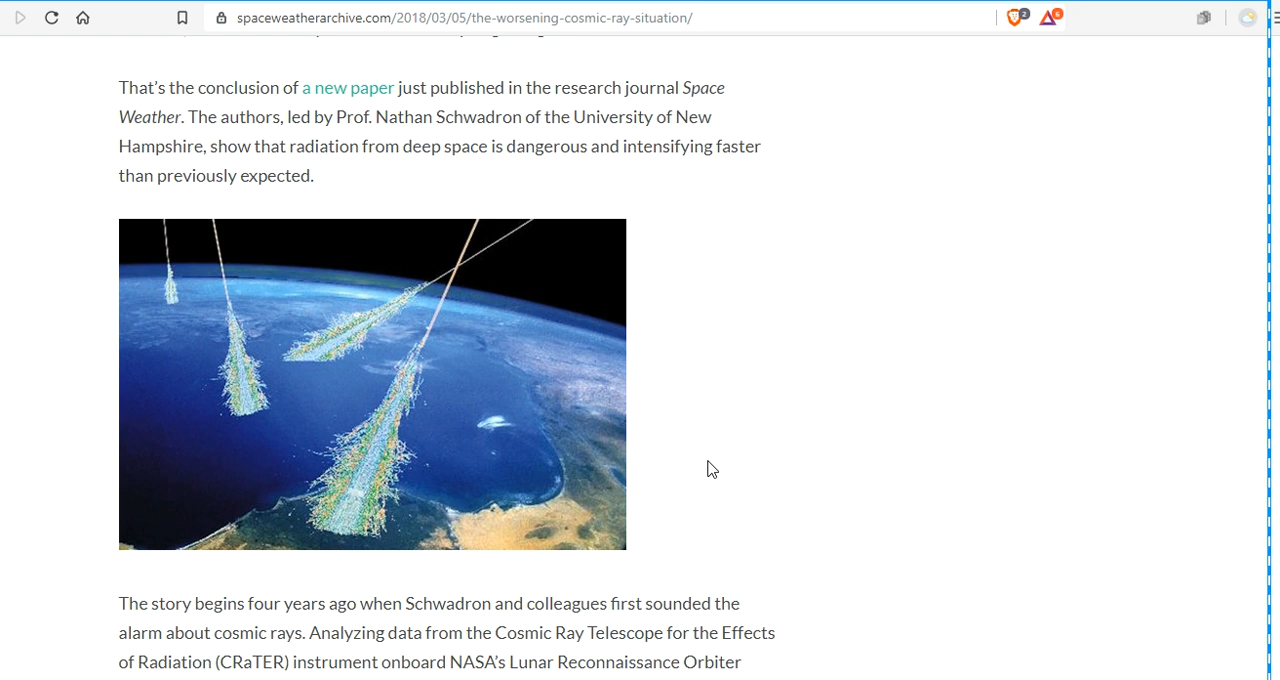 spaceweatherarchive.com/2018/03/05/the-worsening-cosmic-ray-situation/
2
6
That’s the conclusion of a new paper just published in the research journal Space
Weather. The authors, led by Prof. Nathan Schwadron of the University of New
Hampshire, show that radiation from deep space is dangerous and intensifying faster
than previously expected.
The story begins four years ago when Schwadron and colleagues first sounded the
alarm about cosmic rays. Analyzing data from the Cosmic Ray Telescope for the Effects
of Radiation (CRaTER) instrument onboard NASA’s Lunar Reconnaissance Orbiter